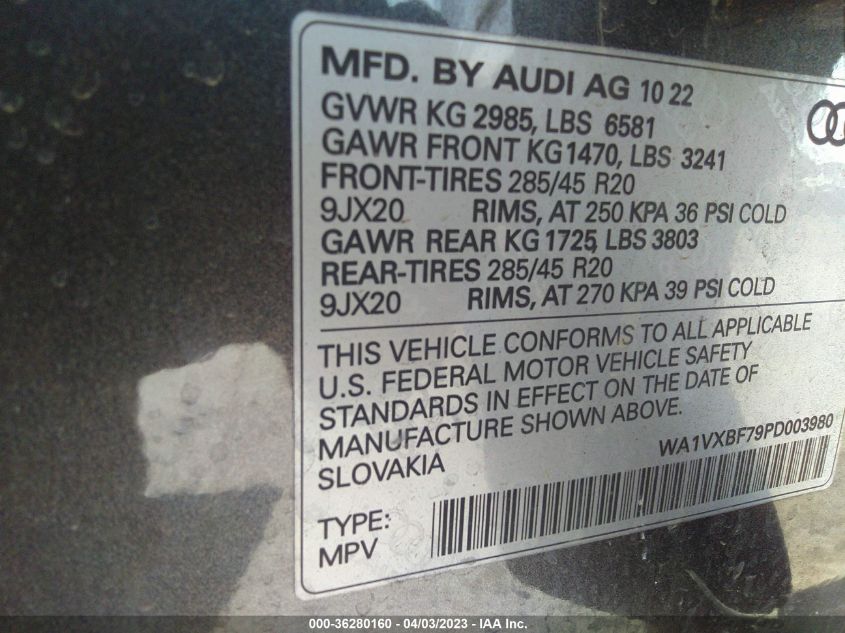 MFD. BY AUDI AG 10 22
GVWR KG 2985, LBS 6581
GAWR FRONT KG1470, LBS 3241
FRONT-TIRES 285/45 R20
9JX20 RIMS, AT 250 KPA 36 PSI COLD
GAWR REAR KG 1725, LBS 3803
REAR-TIRES 285/45 R20
9JX20 RIMS, AT 270 KPA 39 PSI COLD
THIS VEHICLE CONFORMS TO ALL APPLICABLE
U.S. FEDERAL MOTOR VEHICLE SAFETY
STANDARDS IN EFFECT ON THE DATE OF
MANUFACTURE SHOWN ABOVE.
SLOVAKIA
WA1VXBF79PD003980
TYPE:
MPV
000-36280160 - 04/03/2023 - IAA Inc.